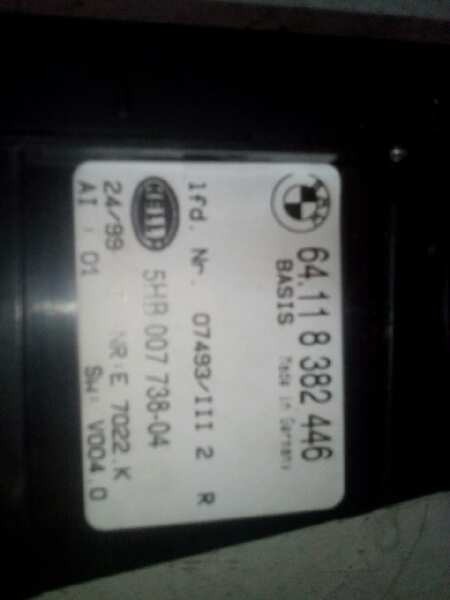 64.11 8 382 446
BASIS Made in Germany
lfd. Nr. 07493/III 2 R
HELLA 5HB 007 738-04
24/99 NR:E 7022.K
AI : 01 SW: V004.0